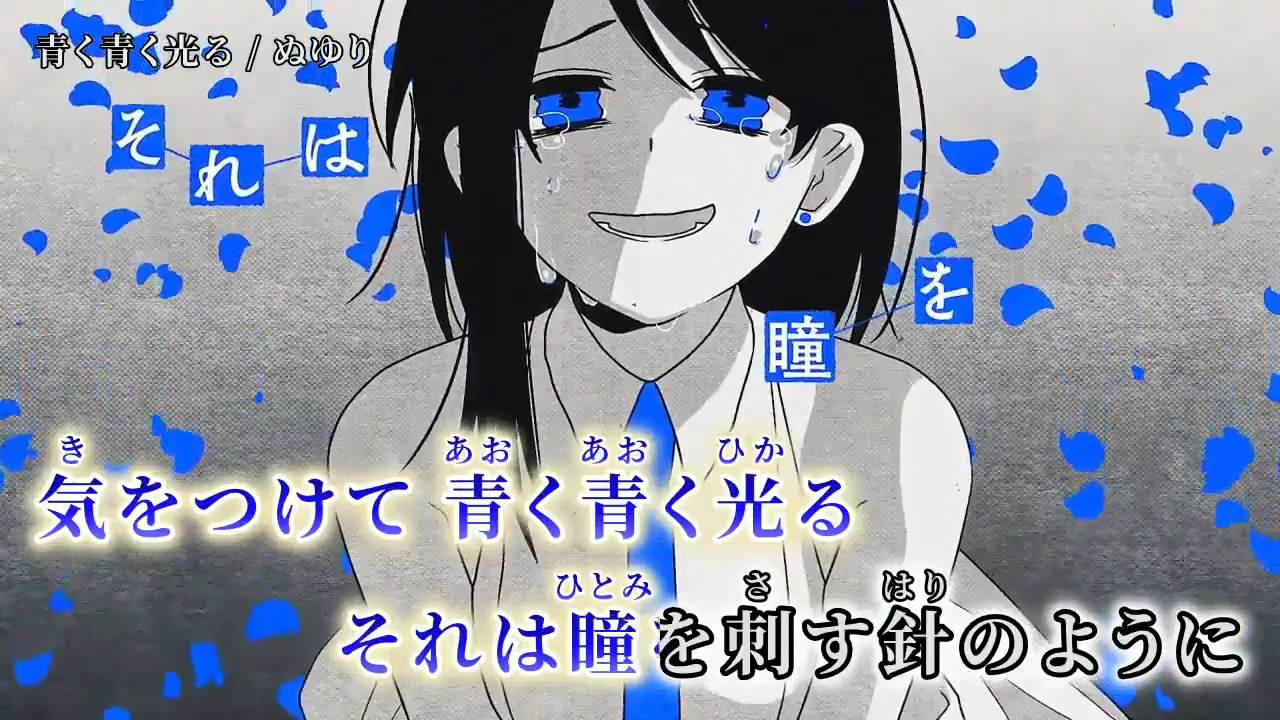 青く青く光る / ぬゆり
それは
瞳を
き あお あお ひか
気をつけて 青く青く光る
ひとみ さ はり
それは瞳を刺す針のように